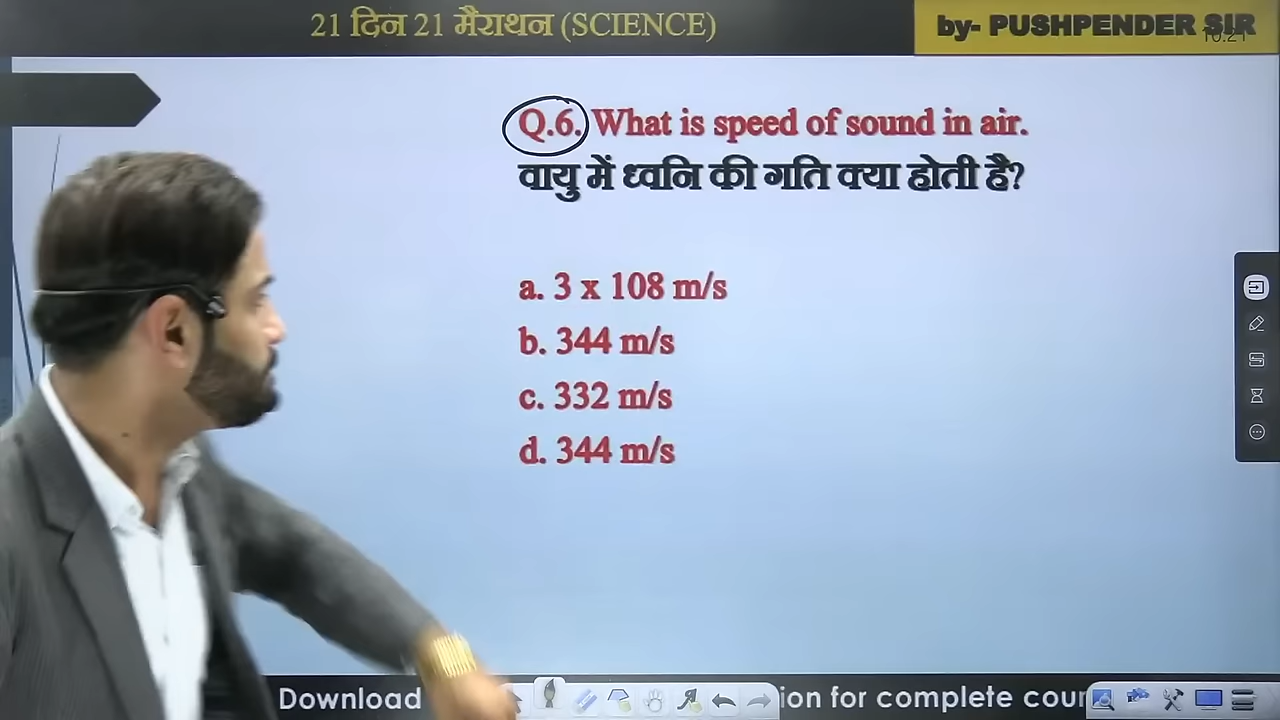 21 दिन 21 मैराथन (SCIENCE)
by- PUSHPENDER SIR
Q.6. What is speed of sound in air.
वायु में ध्वनि की गति क्या होती है?
a. 3 x 108 m/s
b. 344 m/s
c. 332 m/s
d. 344 m/s
Download
ion for complete cour